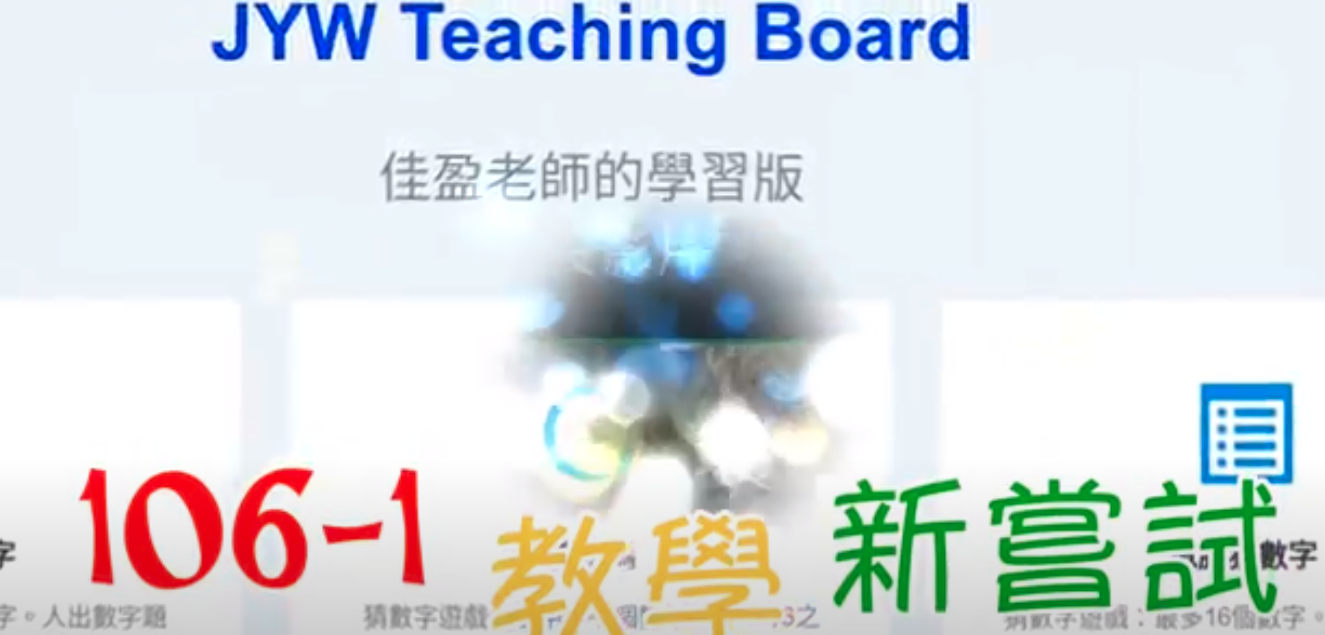 JYW Teaching Board
佳盈老師的學習版
106-1 教學 新嘗試
字 數字
字。人出數字題 猜數字遊戲 3之 猜數字遊戲：最多16個數字。